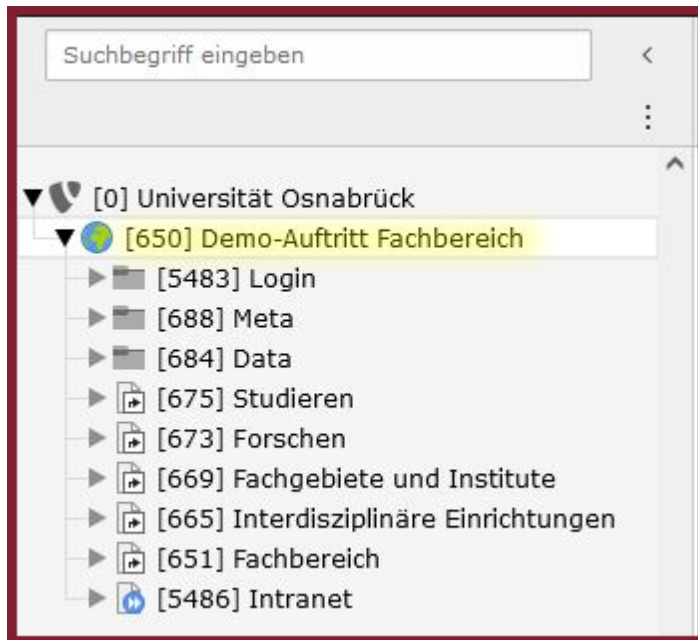 Suchbegriff eingeben
[0] Universität Osnabrück
[650] Demo-Auftritt Fachbereich
[5483] Login
[688] Meta
[684] Data
[675] Studieren
[673] Forschen
[669] Fachgebiete und Institute
[665] Interdisziplinäre Einrichtungen
[651] Fachbereich
[5486] Intranet